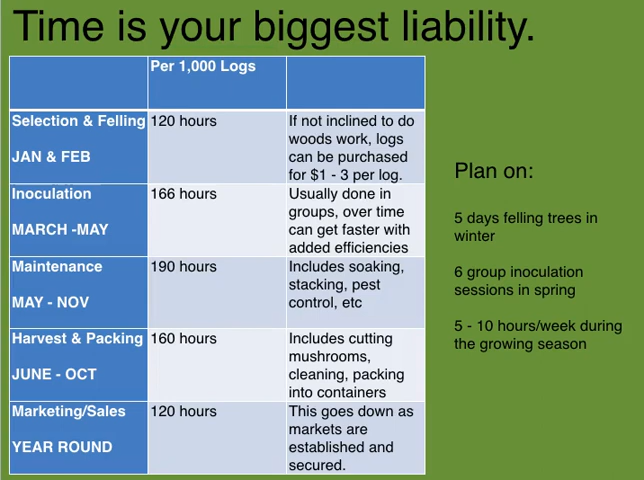 Time is your biggest liability.
Per 1,000 Logs
Selection & Felling
JAN & FEB
120 hours
If not inclined to do
woods work, logs
can be purchased
for $1 - 3 per log.
Inoculation
MARCH -MAY
166 hours
Usually done in
groups, over time
can get faster with
added efficiencies
Maintenance
MAY - NOV
190 hours
Includes soaking,
stacking, pest
control, etc
Harvest & Packing
JUNE - OCT
160 hours
Includes cutting
mushrooms,
cleaning, packing
into containers
Marketing/Sales
YEAR ROUND
120 hours
This goes down as
markets are
established and
secured.
Plan on:
5 days felling trees in
winter
6 group inoculation
sessions in spring
5 - 10 hours/week during
the growing season